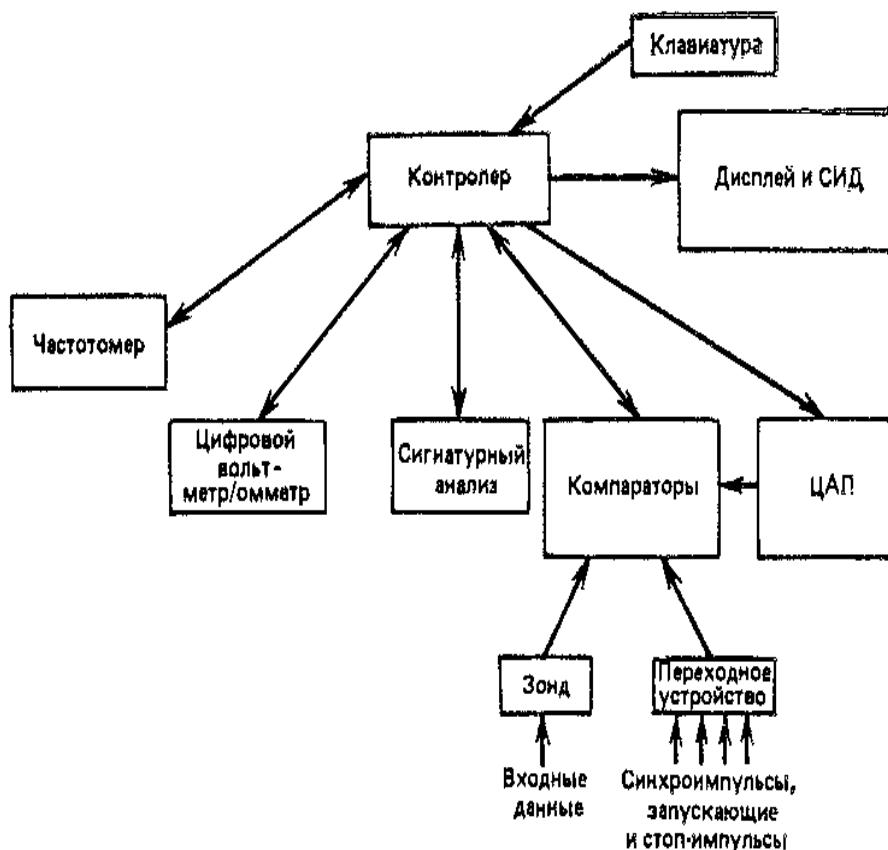 Клавиатура
Контролер
Дисплей и СИД
Частотомер
Цифровой
вольт-
метр/омметр
Сигнатурный
анализ
Компараторы
ЦАП
Зонд
Переходное
устройство
Входные
данные
Синхроимпульсы,
запускающие
и стоп-импульсы